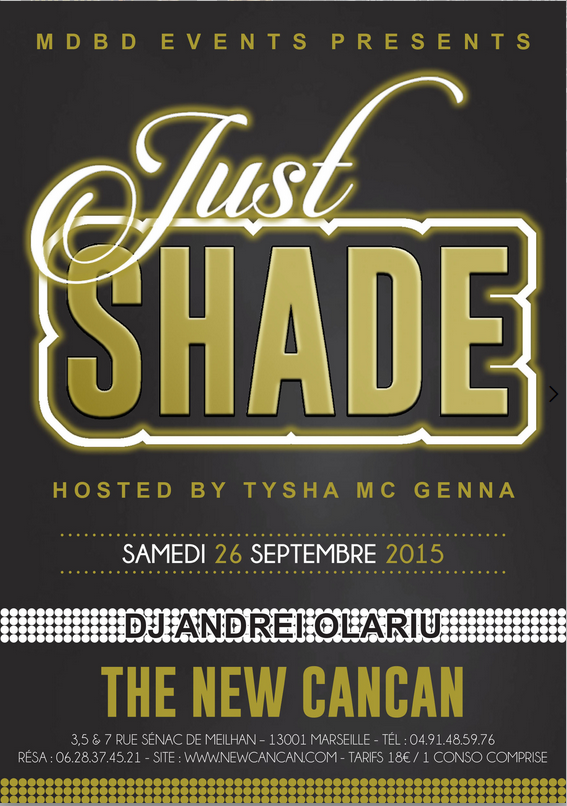 MDBD EVENTS PRESENTS
Just
SHADE
HOSTED BY TYSHA MC GENNA
SAMEDI 26 SEPTEMBRE 2015
DJ ANDREI OLARIU
THE NEW CANCAN
3,5 & 7 RUE SÉNAC DE MEILHAN - 13001 MARSEILLE - TÉL : 04.91.48.59.76
RÉSA : 06.28.37.45.21 - SITE : WWW.NEWCANCAN.COM - TARIFS 18€ / 1 CONSO COMPRISE